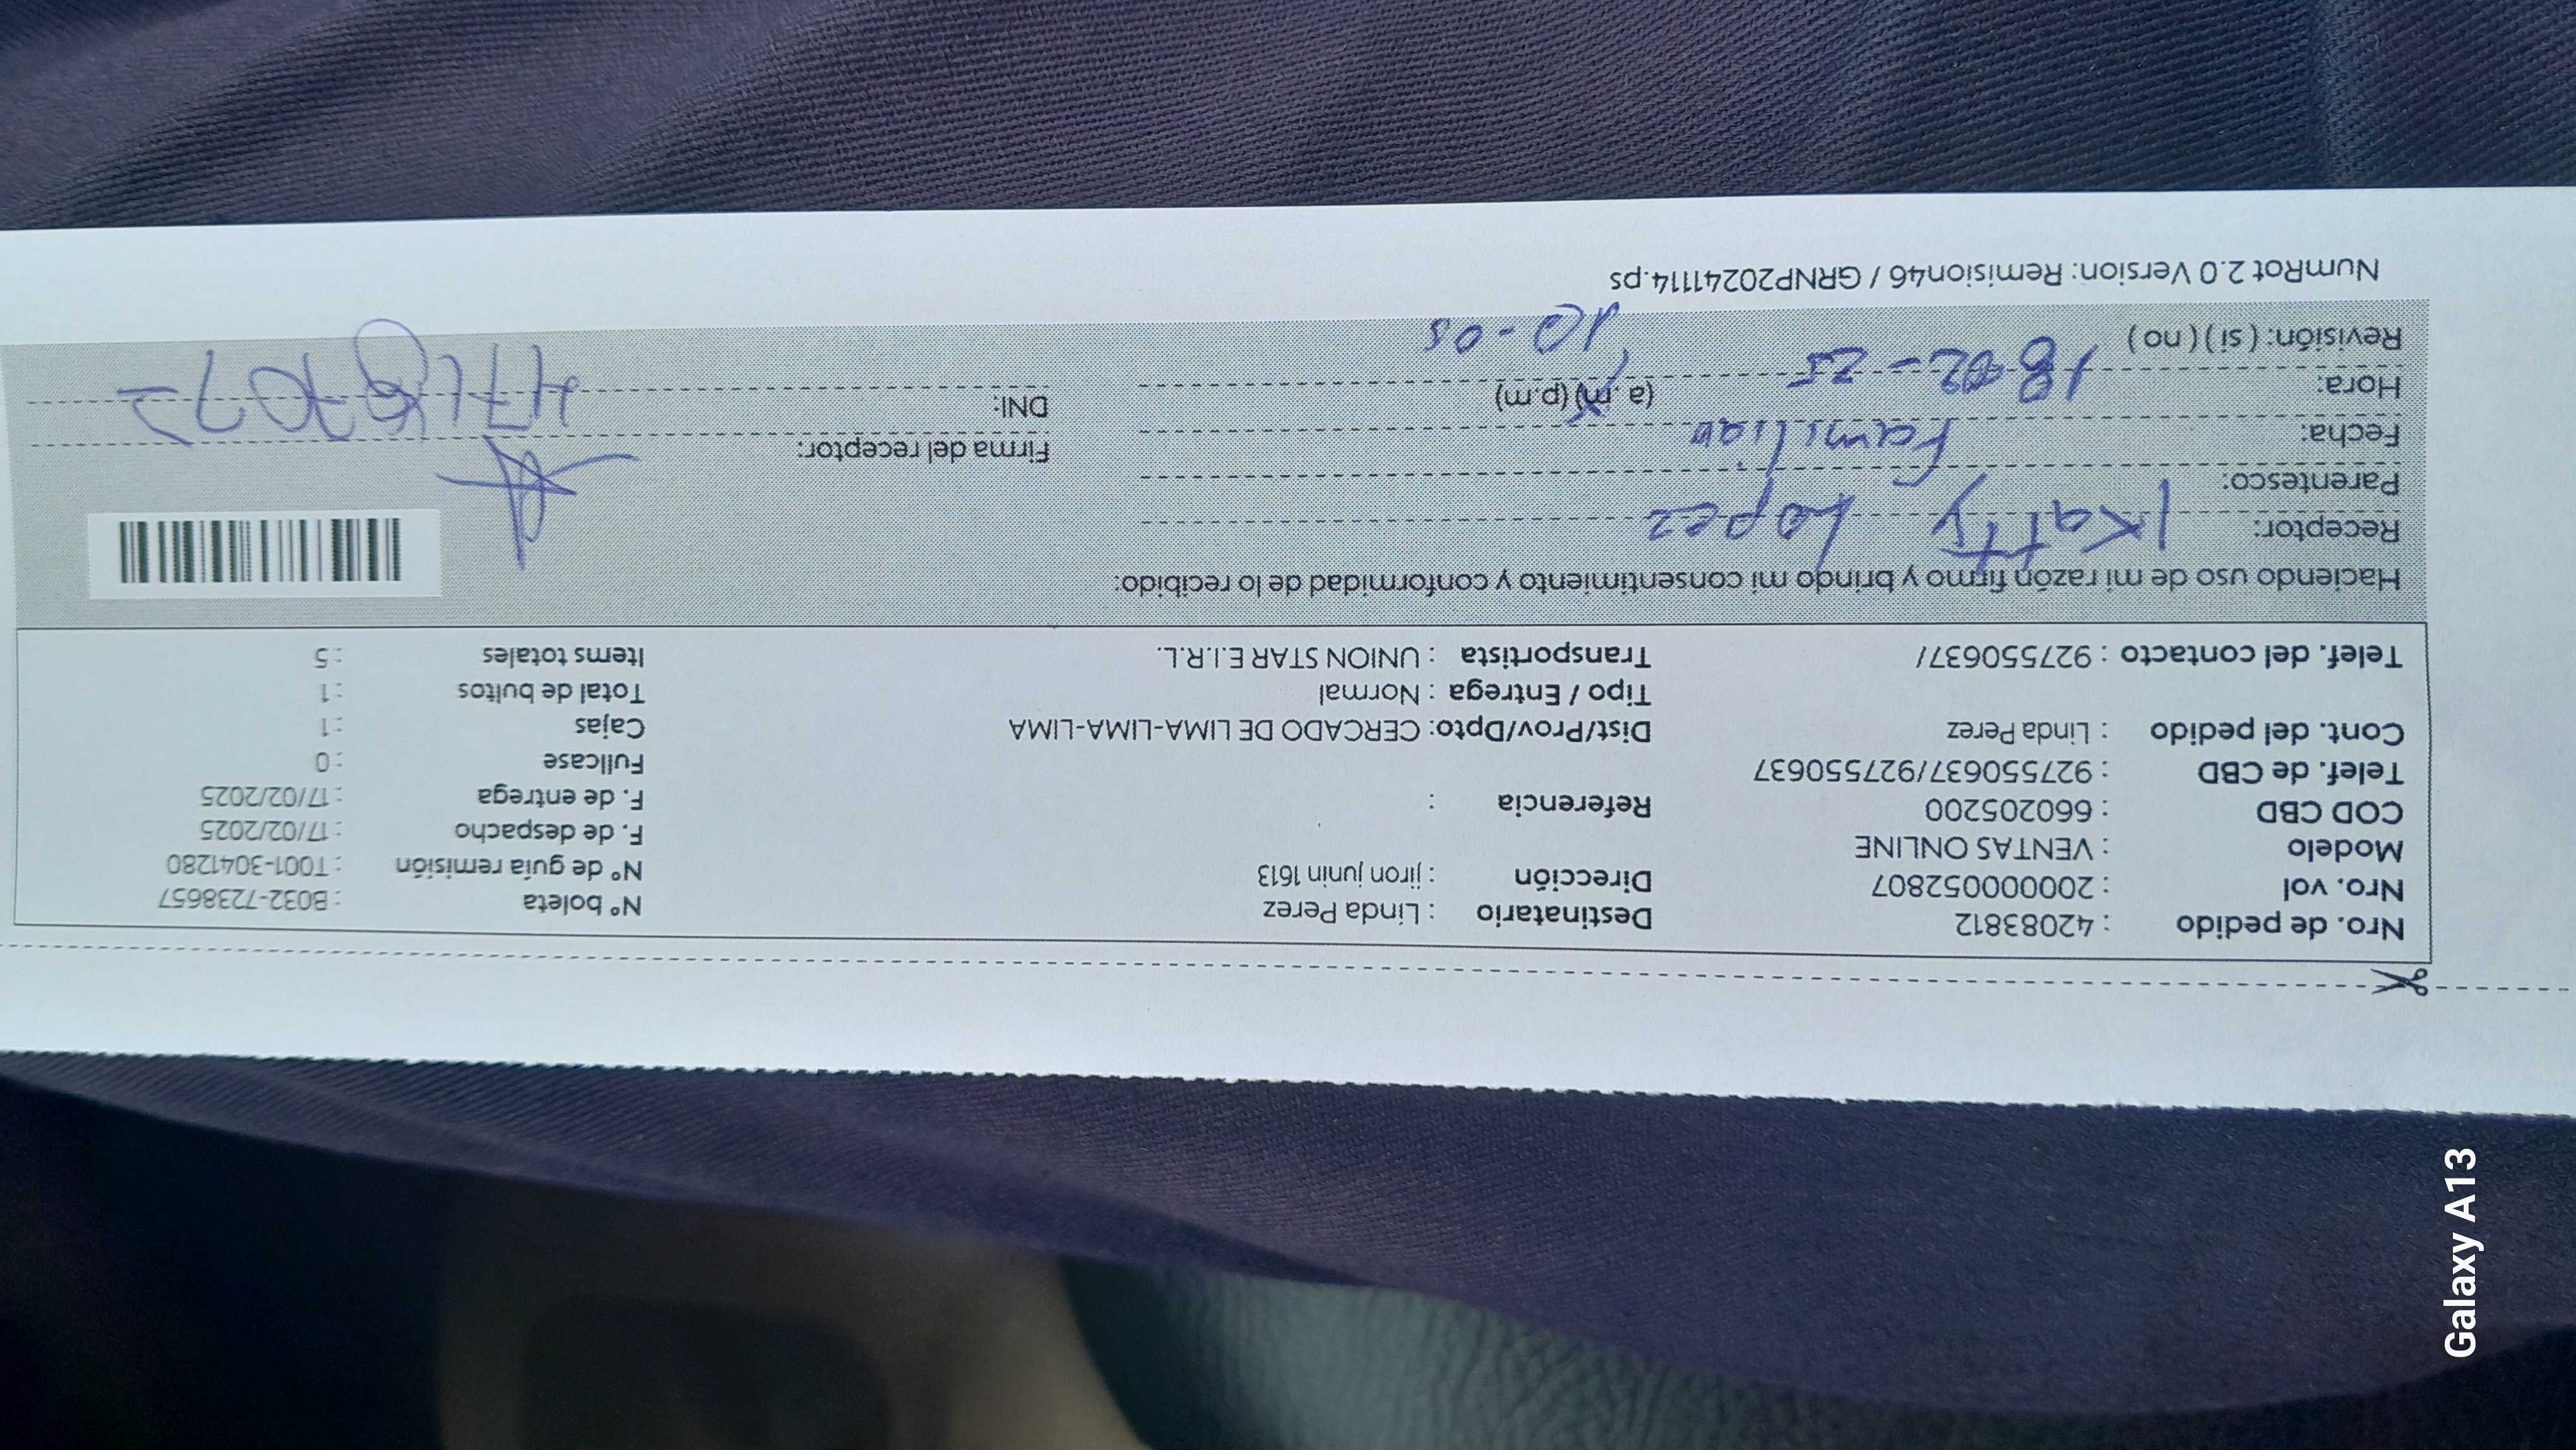 Nro. de pedido : 42083812
Nro. vol : 20000052807
Modelo : VENTAS ONLINE
COD CBD : 660205200
Telef. de CBD : 927550637/927550637
Cont. del pedido : Linda Perez
Telef. del contacto : 927550637/
Destinatario : Linda Perez
Dirección : jiron junin 1613
Referencia :
Dist/Prov/Dpto: CERCADO DE LIMA-LIMA-LIMA
Tipo / Entrega : Normal
Transportista : UNION STAR E.I.R.L.
N° boleta : B032-7238657
N° de guía remisión : T001-3041280
F. de despacho : 17/02/2025
F. de entrega : 17/02/2025
Fullcase : 0
Cajas : 1
Total de bultos : 1
Items totales : 5
Haciendo uso de mi razón firmo y brindo mi consentimiento y conformidad de lo recibido:
Receptor: Katty Lopez
Parentesco: Familiar
Fecha: 18-02-25
Hora: (a.m) (p.m) 10-05
Revisión: ( si ) ( no )
Firma del receptor:
DNI:
NumRot 2.0 Version: Remision46 / GRNP20241114.ps
Galaxy A13